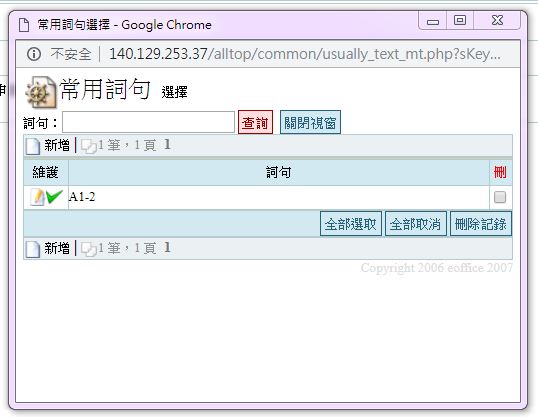 常用詞句選擇 - Google Chrome
不安全 | 140.129.253.37/alltop/common/usually_text_mt.php?sKey...
常用詞句 選擇
詞句： 查詢 關閉視窗
新增 | 1 筆，1 頁 1
維護 詞句 刪
A1-2
全部選取 全部取消 刪除記錄
新增 | 1 筆，1 頁 1
Copyright 2006 eoffice 2007